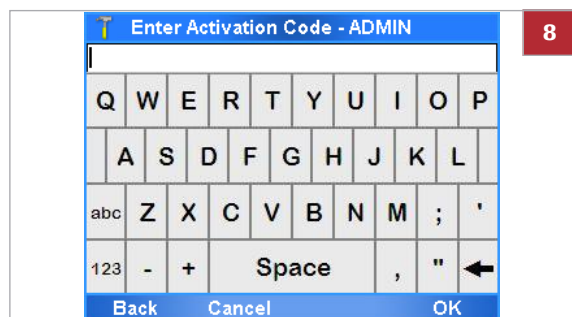 Enter Activation Code - ADMIN
8
Q W E R T Y U I O P
A S D F G H J K L
abc Z X C V B N M ; '
123 - + Space , "
Back Cancel OK